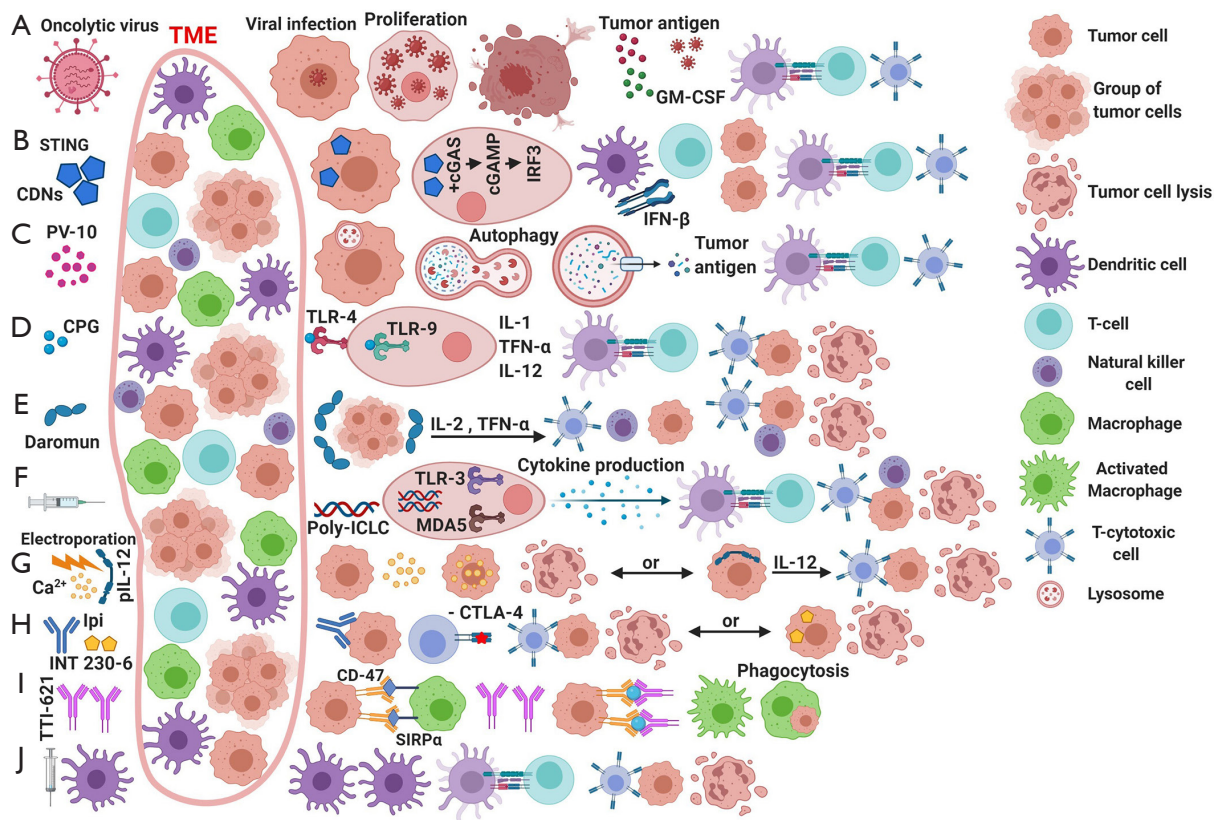 A
Oncolytic virus
TME
Viral infection
Proliferation
Tumor antigen
GM-CSF
B
STING
CDNs
+cGAS
cGAMP
IRF3
IFN-β
C
PV-10
Autophagy
Tumor
antigen
D
CPG
TLR-4
TLR-9
IL-1
TFN-α
IL-12
E
Daromun
IL-2 , TFN-α
F
Poly-ICLC
TLR-3
MDA5
Cytokine production
G
Electroporation
Ca²⁺
pIL-12
or
IL-12
H
Ipi
INT 230-6
- CTLA-4
or
I
TTI-621
CD-47
SIRPα
Phagocytosis
J
Tumor cell
Group of
tumor cells
Tumor cell lysis
Dendritic cell
T-cell
Natural killer
cell
Macrophage
Activated
Macrophage
T-cytotoxic
cell
Lysosome